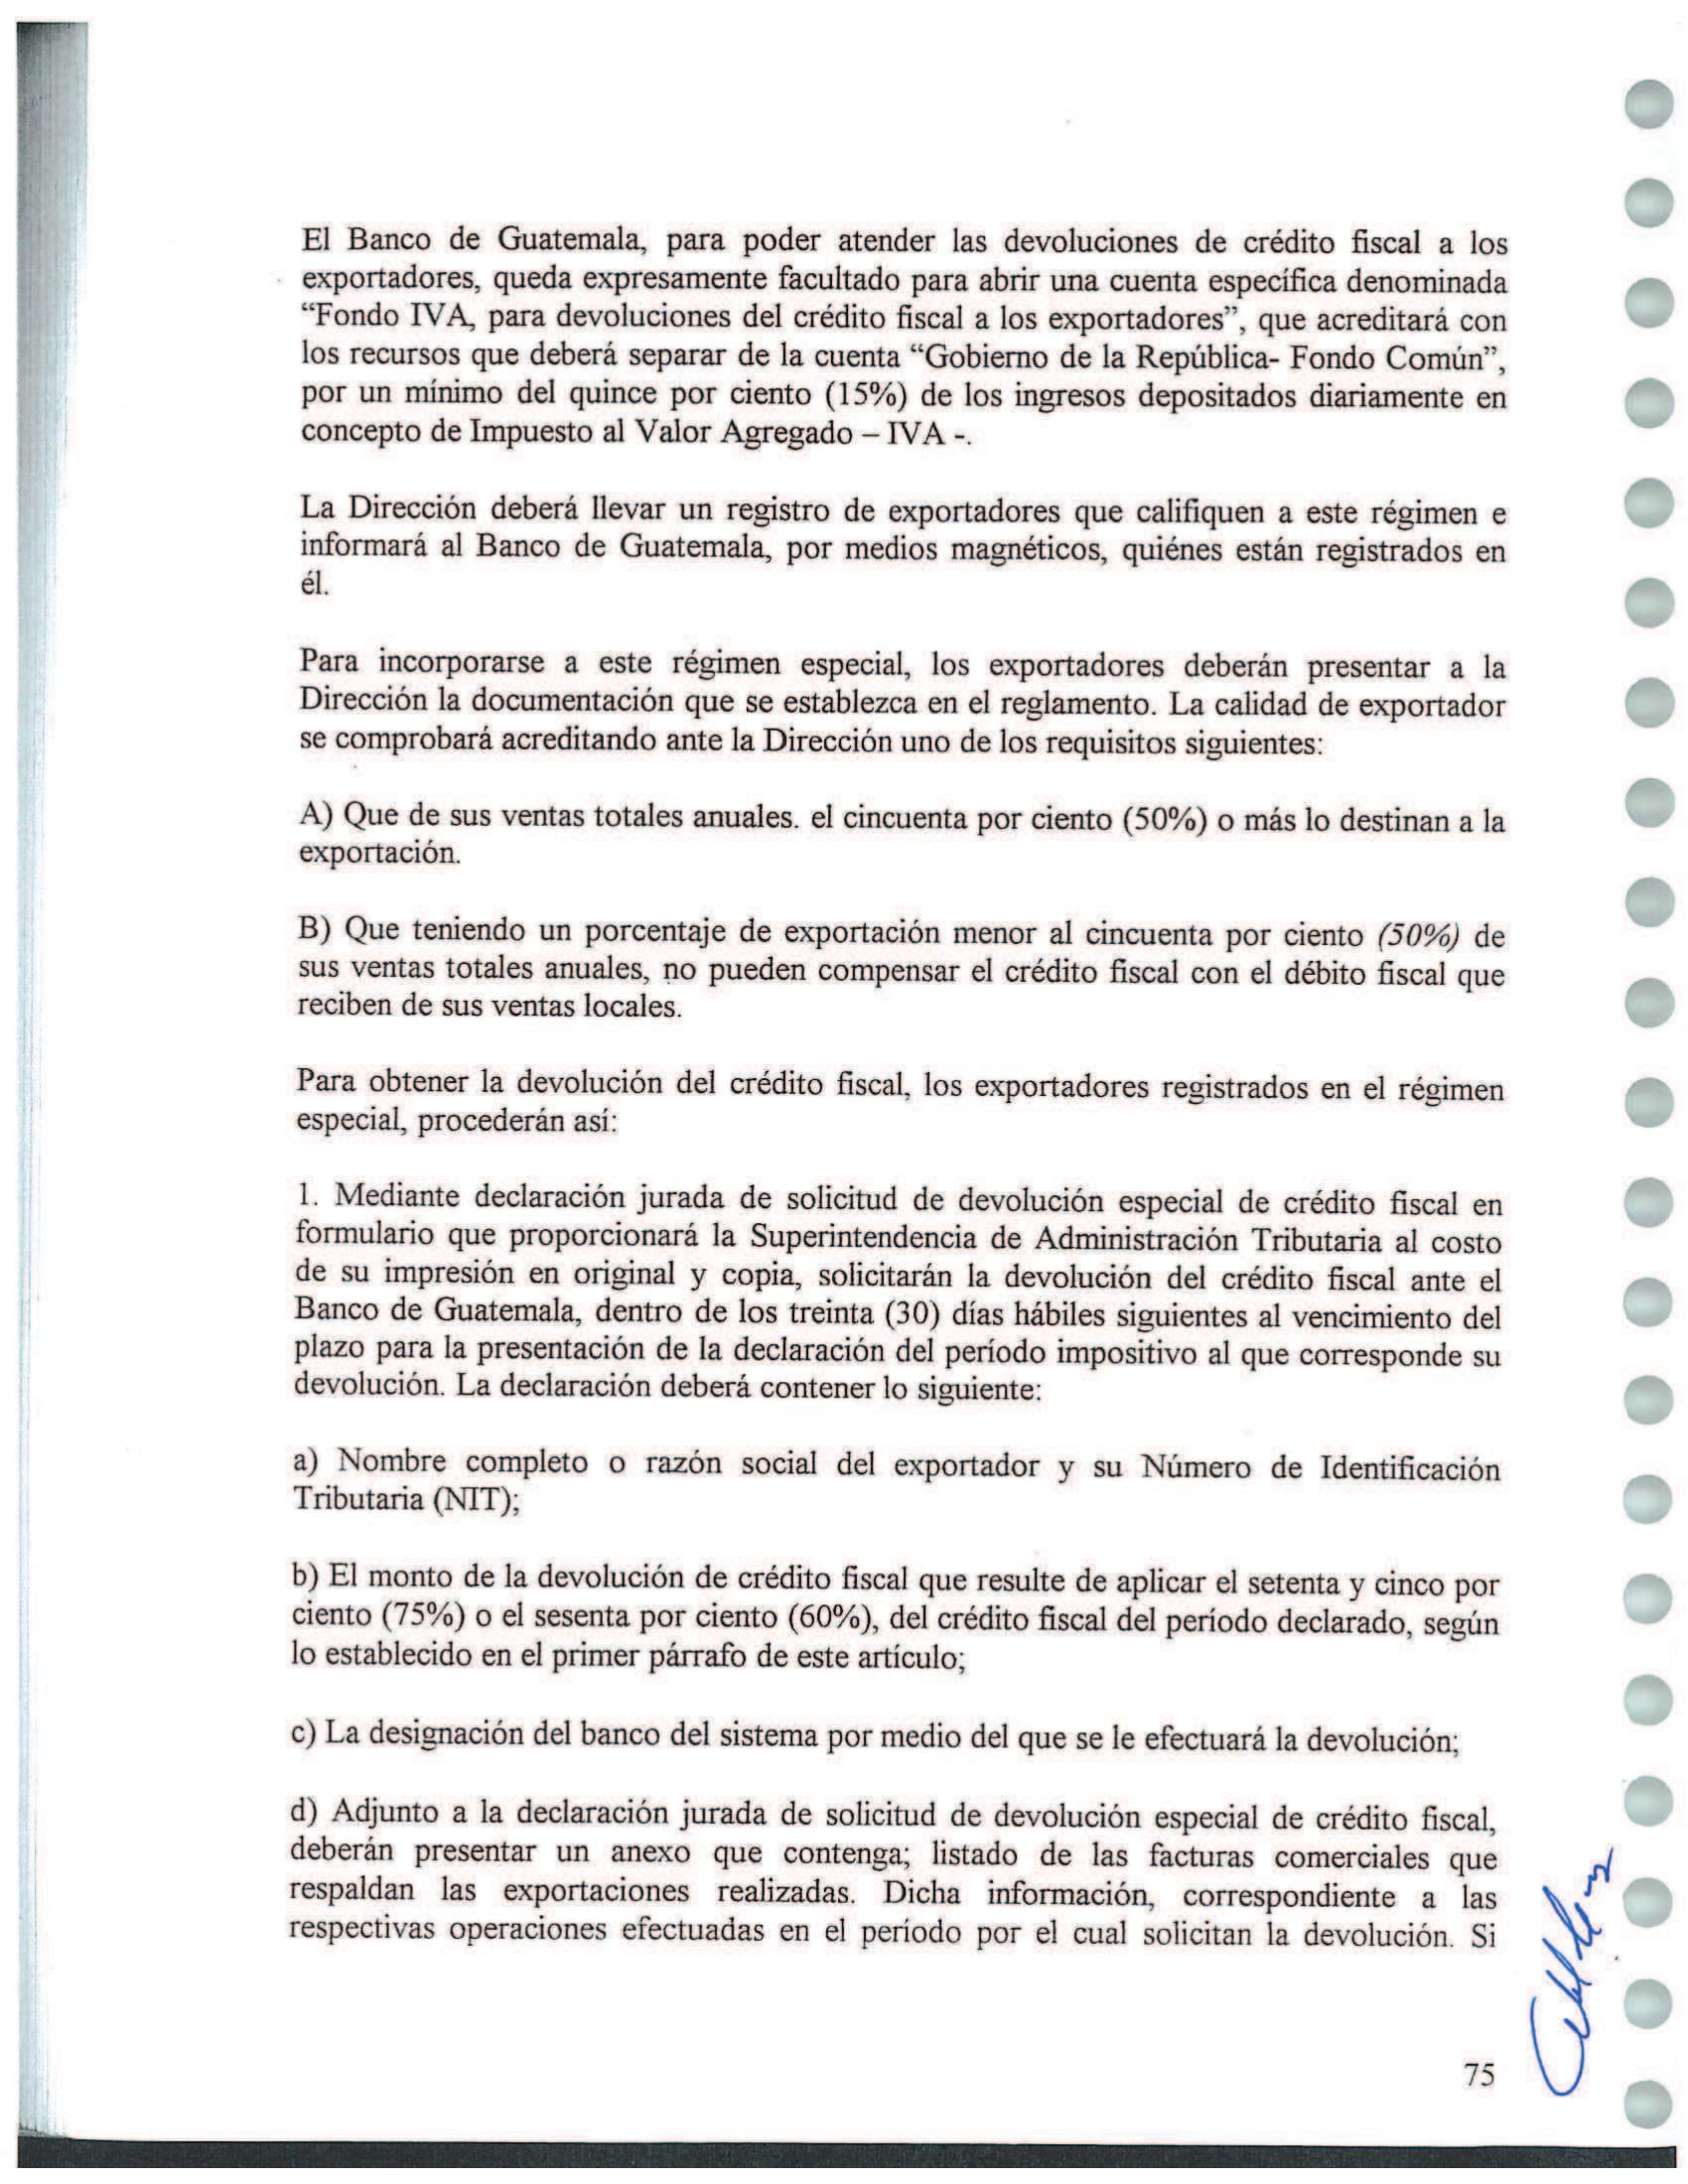 El Banco de Guatemala, para poder atender las devoluciones de crédito fiscal a los
exportadores, queda expresamente facultado para abrir una cuenta específica denominada
“Fondo IVA, para devoluciones del crédito fiscal a los exportadores”, que acreditará con
los recursos que deberá separar de la cuenta “Gobierno de la República- Fondo Común”,
por un mínimo del quince por ciento (15%) de los ingresos depositados diariamente en
concepto de Impuesto al Valor Agregado – IVA -.
La Dirección deberá llevar un registro de exportadores que califiquen a este régimen e
informará al Banco de Guatemala, por medios magnéticos, quiénes están registrados en
él.
Para incorporarse a este régimen especial, los exportadores deberán presentar a la
Dirección la documentación que se establezca en el reglamento. La calidad de exportador
se comprobará acreditando ante la Dirección uno de los requisitos siguientes:
A) Que de sus ventas totales anuales. el cincuenta por ciento (50%) o más lo destinan a la
exportación.
B) Que teniendo un porcentaje de exportación menor al cincuenta por ciento (50%) de
sus ventas totales anuales, no pueden compensar el crédito fiscal con el débito fiscal que
reciben de sus ventas locales.
Para obtener la devolución del crédito fiscal, los exportadores registrados en el régimen
especial, procederán así:
1. Mediante declaración jurada de solicitud de devolución especial de crédito fiscal en
formulario que proporcionará la Superintendencia de Administración Tributaria al costo
de su impresión en original y copia, solicitarán la devolución del crédito fiscal ante el
Banco de Guatemala, dentro de los treinta (30) días hábiles siguientes al vencimiento del
plazo para la presentación de la declaración del período impositivo al que corresponde su
devolución. La declaración deberá contener lo siguiente:
a) Nombre completo o razón social del exportador y su Número de Identificación
Tributaria (NIT);
b) El monto de la devolución de crédito fiscal que resulte de aplicar el setenta y cinco por
ciento (75%) o el sesenta por ciento (60%), del crédito fiscal del período declarado, según
lo establecido en el primer párrafo de este artículo;
c) La designación del banco del sistema por medio del que se le efectuará la devolución;
d) Adjunto a la declaración jurada de solicitud de devolución especial de crédito fiscal,
deberán presentar un anexo que contenga; listado de las facturas comerciales que
respaldan las exportaciones realizadas. Dicha información, correspondiente a las
respectivas operaciones efectuadas en el período por el cual solicitan la devolución. Si
75